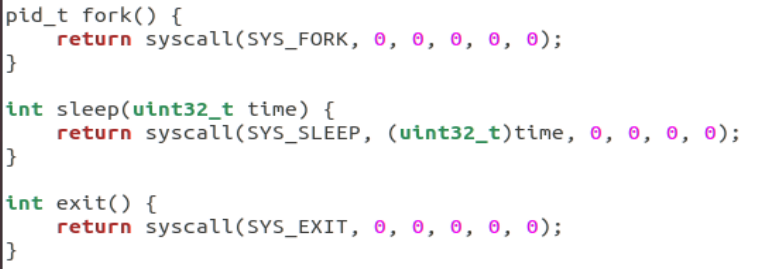 pid_t fork() {
    return syscall(SYS_FORK, 0, 0, 0, 0, 0);
}

int sleep(uint32_t time) {
    return syscall(SYS_SLEEP, (uint32_t)time, 0, 0, 0, 0);
}

int exit() {
    return syscall(SYS_EXIT, 0, 0, 0, 0, 0);
}